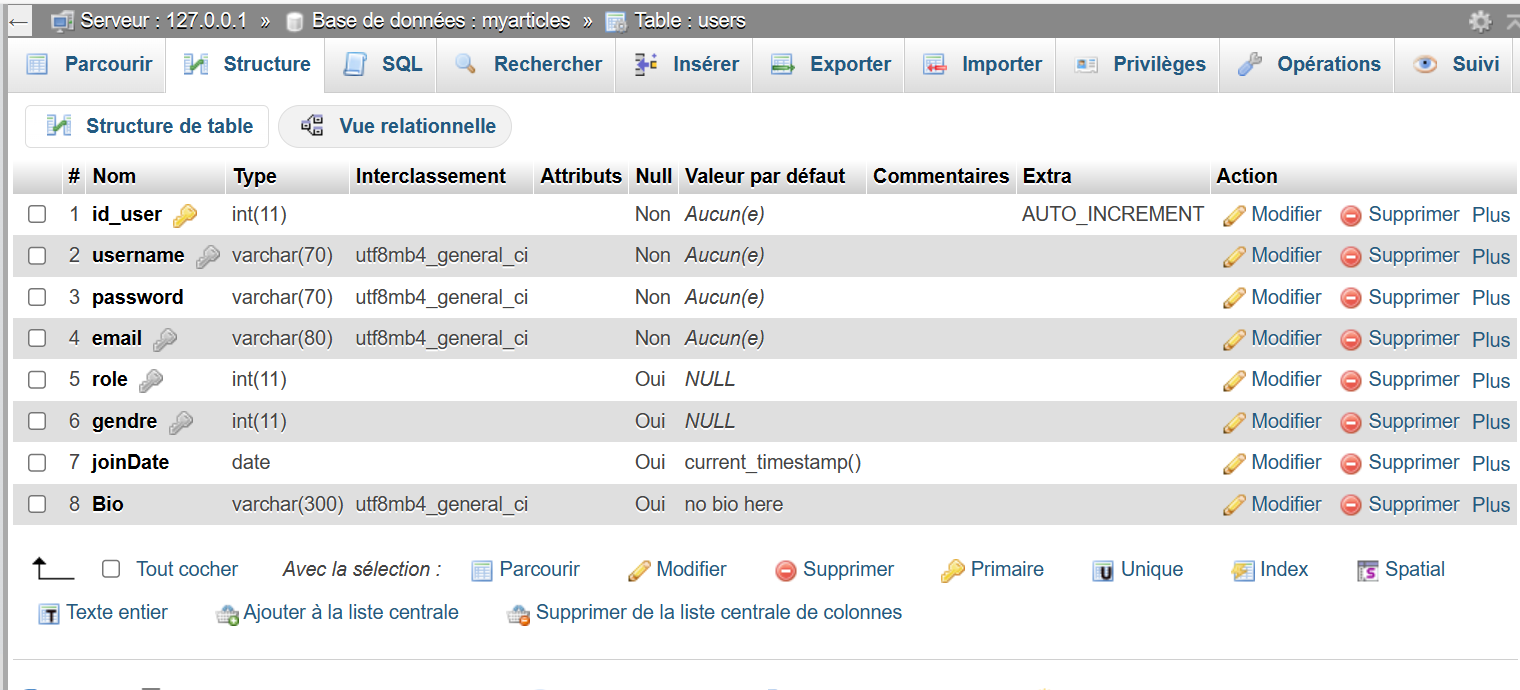 ← Serveur : 127.0.0.1 » Base de données : myarticles » Table : users
Parcourir Structure SQL Rechercher Insérer Exporter Importer Privilèges Opérations Suivi
Structure de table Vue relationnelle
# Nom Type Interclassement Attributs Null Valeur par défaut Commentaires Extra Action
1 id_user int(11) Non Aucun(e) AUTO_INCREMENT Modifier Supprimer Plus
2 username varchar(70) utf8mb4_general_ci Non Aucun(e) Modifier Supprimer Plus
3 password varchar(70) utf8mb4_general_ci Non Aucun(e) Modifier Supprimer Plus
4 email varchar(80) utf8mb4_general_ci Non Aucun(e) Modifier Supprimer Plus
5 role int(11) Oui NULL Modifier Supprimer Plus
6 gendre int(11) Oui NULL Modifier Supprimer Plus
7 joinDate date Oui current_timestamp() Modifier Supprimer Plus
8 Bio varchar(300) utf8mb4_general_ci Oui no bio here Modifier Supprimer Plus
Tout cocher Avec la sélection : Parcourir Modifier Supprimer Primaire Unique Index Spatial
Texte entier Ajouter à la liste centrale Supprimer de la liste centrale de colonnes